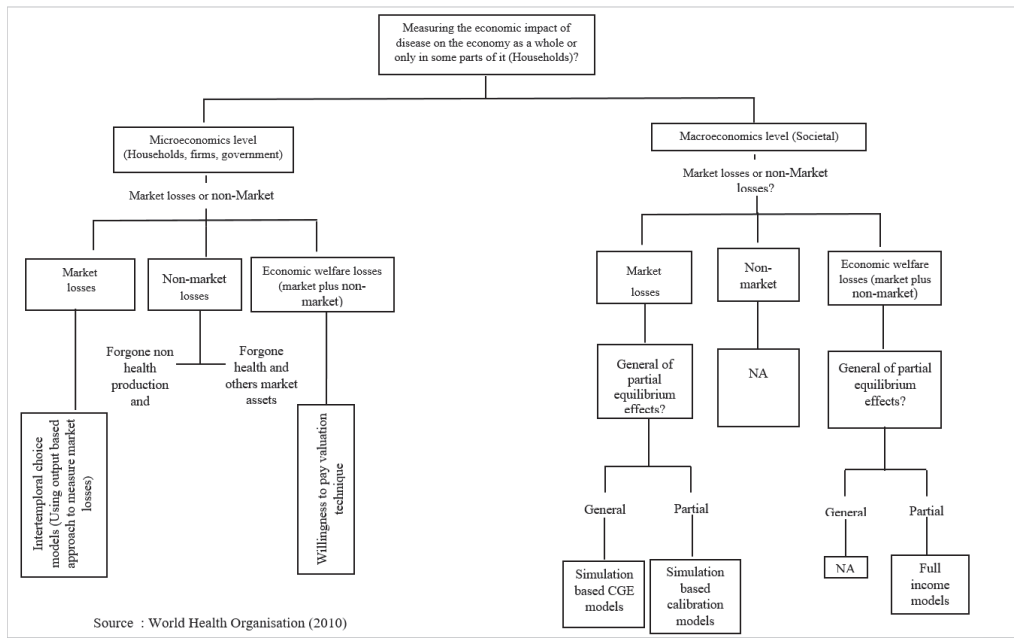 Measuring the economic impact of
disease on the economy as a whole or
only in some parts of it (Households)?
Microeconomics level
(Households, firms, government)
Market losses or non-Market
Market
losses
Non-market
losses
Economic welfare losses
(market plus non-
market)
Forgone non
health
production
and
Forgone
health and
others market
assets
Intertemploral choice
models (Using output based
approach to measure market
losses)
Willingness to pay valuation
technique
Macroeconomics level (Societal)
Market losses or non-Market
losses?
Market
losses
Non-
market
Economic welfare
losses (market plus
non-market)
General of
partial
equilibrium
effects?
NA
General of partial
equilibrium
effects?
General
Partial
General
Partial
Simulation
based CGE
models
Simulation
based
calibration
models
NA
Full
income
models
Source : World Health Organisation (2010)